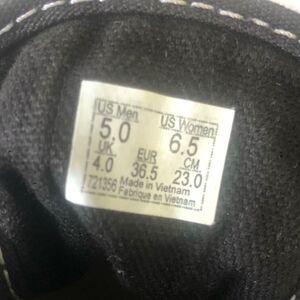 US Men US Women
5.0 6.5
UK EUR CM
4.0 36.5 23.0
721356 Made in Vietnam
Fabrique en Vietnam